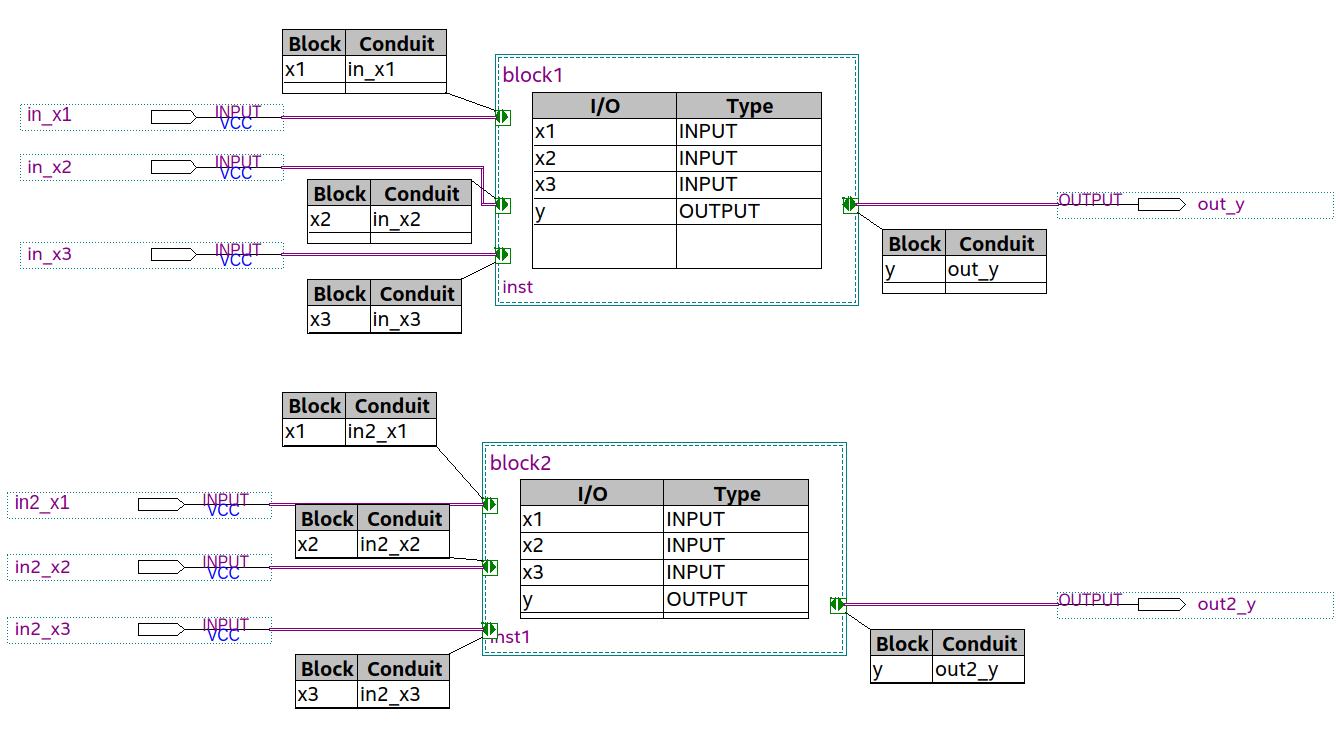 Block Conduit
x1 in_x1
block1
I/O Type
x1 INPUT
x2 INPUT
x3 INPUT
y OUTPUT
inst
in_x1 INPUT
VCC
in_x2 INPUT
VCC
Block Conduit
x2 in_x2
in_x3 INPUT
VCC
Block Conduit
x3 in_x3
OUTPUT out_y
Block Conduit
y out_y
Block Conduit
x1 in2_x1
block2
I/O Type
x1 INPUT
x2 INPUT
x3 INPUT
y OUTPUT
inst1
in2_x1 INPUT
VCC
Block Conduit
x2 in2_x2
in2_x2 INPUT
VCC
in2_x3 INPUT
VCC
Block Conduit
x3 in2_x3
OUTPUT out2_y
Block Conduit
y out2_y